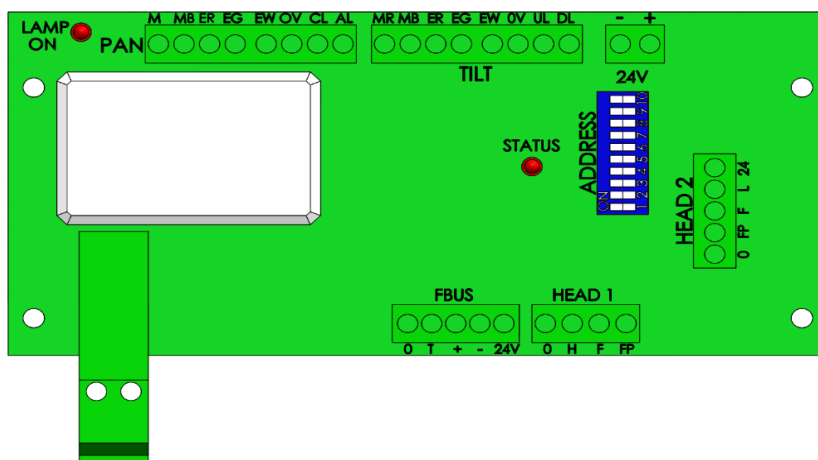 LAMP
ON
PAN
M MB ER EG EW OV CL AL
MR MB ER EG EW 0V UL DL
TILT
- +
24V
STATUS
ADDRESS
ON
1 2 3 4 5 6 7 8 9 10
HEAD 2
0 FP F L 24
FBUS
0 T + - 24V
HEAD 1
0 H F FP